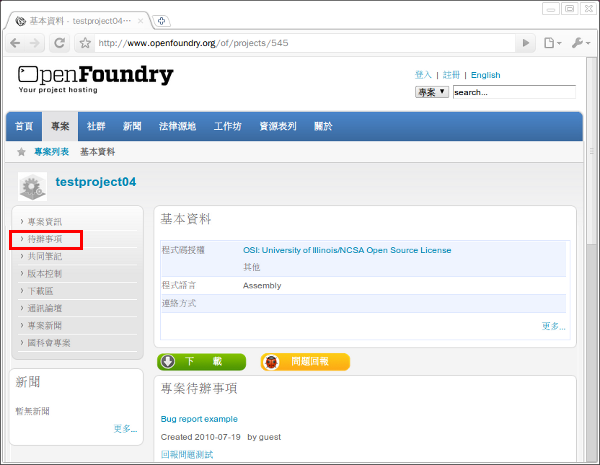 基本資料 - testproject04-…
http://www.openfoundry.org/of/projects/545
OpenFoundry
Your project hosting
登入 | 註冊 | English
專案 search...
首頁 專案 社群 新聞 法律源地 工作坊 資源表列 關於
專案列表 基本資料
testproject04
專案資訊
待辦事項
共同筆記
版本控制
下載區
通訊論壇
專案新聞
國科會專案
新聞
暫無新聞
更多...
基本資料
程式碼授權 OSI: University of Illinois/NCSA Open Source License
其他
程式語言 Assembly
連絡方式
更多...
下 載 問題回報
專案待辦事項
Bug report example
Created 2010-07-19 by guest
回報問題測試